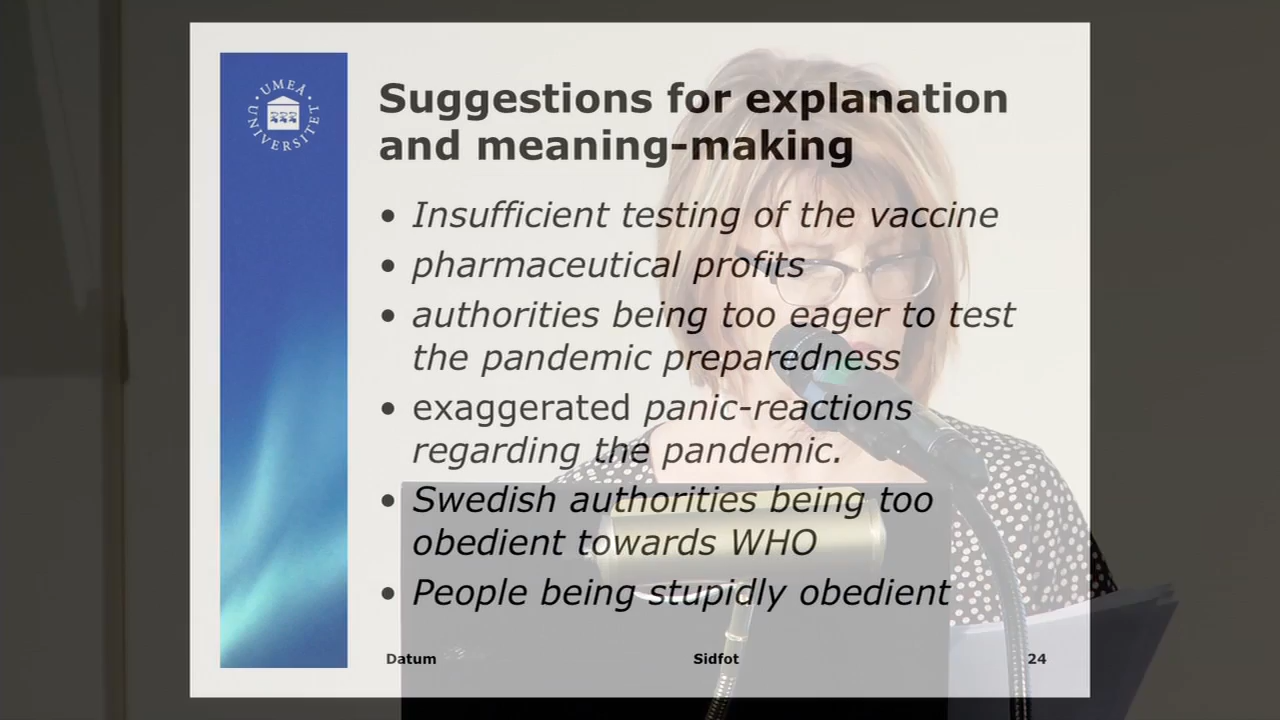 UMEÅ UNIVERSITET
Suggestions for explanation
and meaning-making
• Insufficient testing of the vaccine
• pharmaceutical profits
• authorities being too eager to test
the pandemic preparedness
• exaggerated panic-reactions
regarding the pandemic.
• Swedish authorities being too
obedient towards WHO
• People being stupidly obedient
Datum Sidfot 24